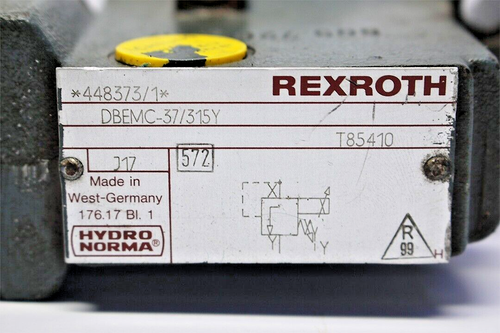 REXROTH
*448373/1*
DBEMC-37/315Y
T85410
J17
572
Made in
West-Germany
176.17 Bl. 1
HYDRO
NORMA®
X
Y
Y
R
99
H